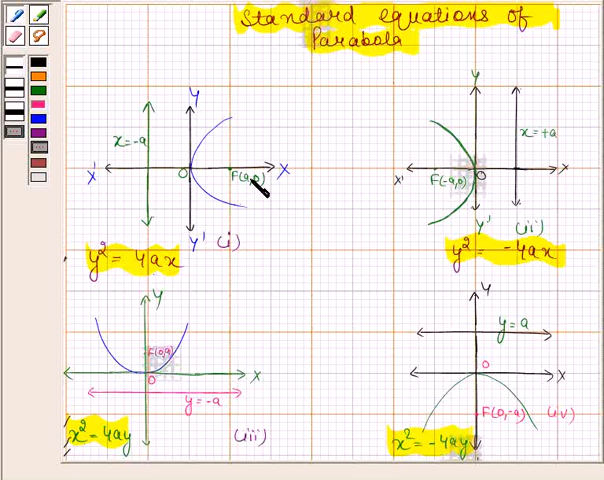 Standard equations of
Parabola
Y
x=-a
X'
O
F(a,0)
X
Y'
(i)
y² = 4ax
Y
x=+a
X'
F(-a,0)
O
X
Y'
(ii)
y² = -4ax
Y
F(0,a)
O
X
y=-a
x²=4ay
(iii)
Y
y=a
O
X
F(0,-a)
(iv)
x²=-4ay